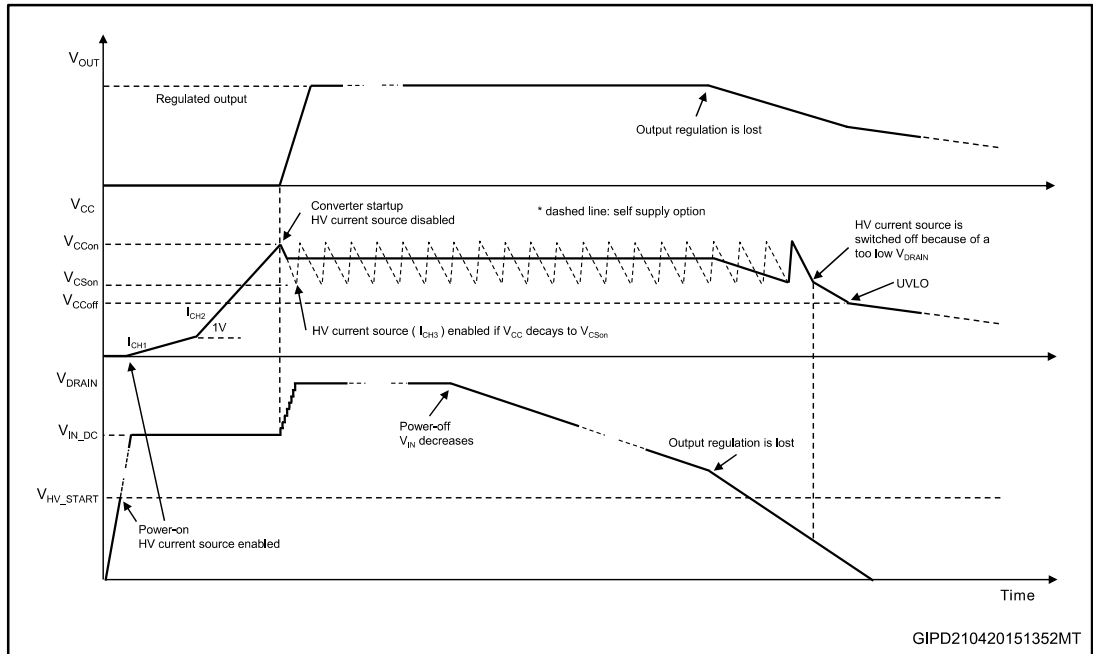 VOUT
Regulated output
Output regulation is lost
VCC
Converter startup
HV current source disabled
* dashed line: self supply option
HV current source is
switched off because of a
too low VDRAIN
VCCon
VCSon
VCCoff
UVLO
ICH2
1V
ICH1
HV current source ( ICH3 ) enabled if VCC decays to VCSon
VDRAIN
Power-off
VIN decreases
VIN_DC
Output regulation is lost
VHV_START
Power-on
HV current source enabled
Time
GIPD210420151352MT